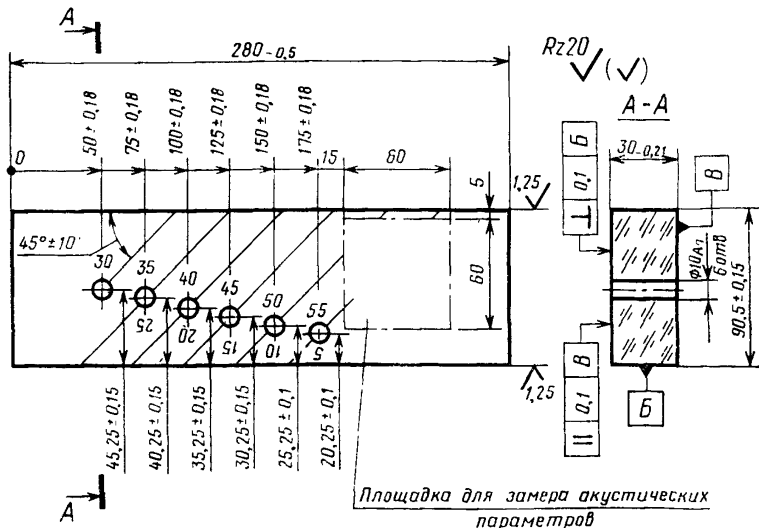 A
280-0,5
0
50±0,18
75±0,18
100±0,18
125±0,18
150±0,18
175±0,18
15
60
5
1,25
45°±10'
30
35
40
45
50
55
25
20
15
10
5
60
1,25
45,25±0,15
40,25±0,15
35,25±0,15
30,25±0,15
25,25±0,1
20,25±0,1
A
Площадка для замера акустических
параметров
Rz20
(√)
A-A
30-0,21
⊥ 0,1 Б
В
Ø10A7
6 отв
90,5±0,15
|| 0,1 В
Б